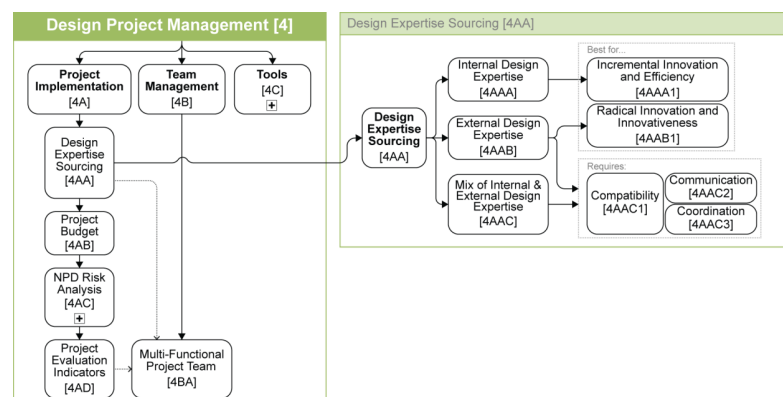 Design Project Management [4]
Project
Implementation
[4A]
Team
Management
[4B]
Tools
[4C]
Design
Expertise
Sourcing
[4AA]
Project
Budget
[4AB]
NPD Risk
Analysis
[4AC]
Project
Evaluation
Indicators
[4AD]
Multi-Functional
Project Team
[4BA]
Design Expertise Sourcing [4AA]
Design
Expertise
Sourcing
[4AA]
Internal Design
Expertise
[4AAA]
External Design
Expertise
[4AAB]
Mix of Internal &
External Design
Expertise
[4AAC]
Best for...
Incremental Innovation
and Efficiency
[4AAA1]
Radical Innovation and
Innovativeness
[4AAB1]
Requires:
Compatibility
[4AAC1]
Communication
[4AAC2]
Coordination
[4AAC3]